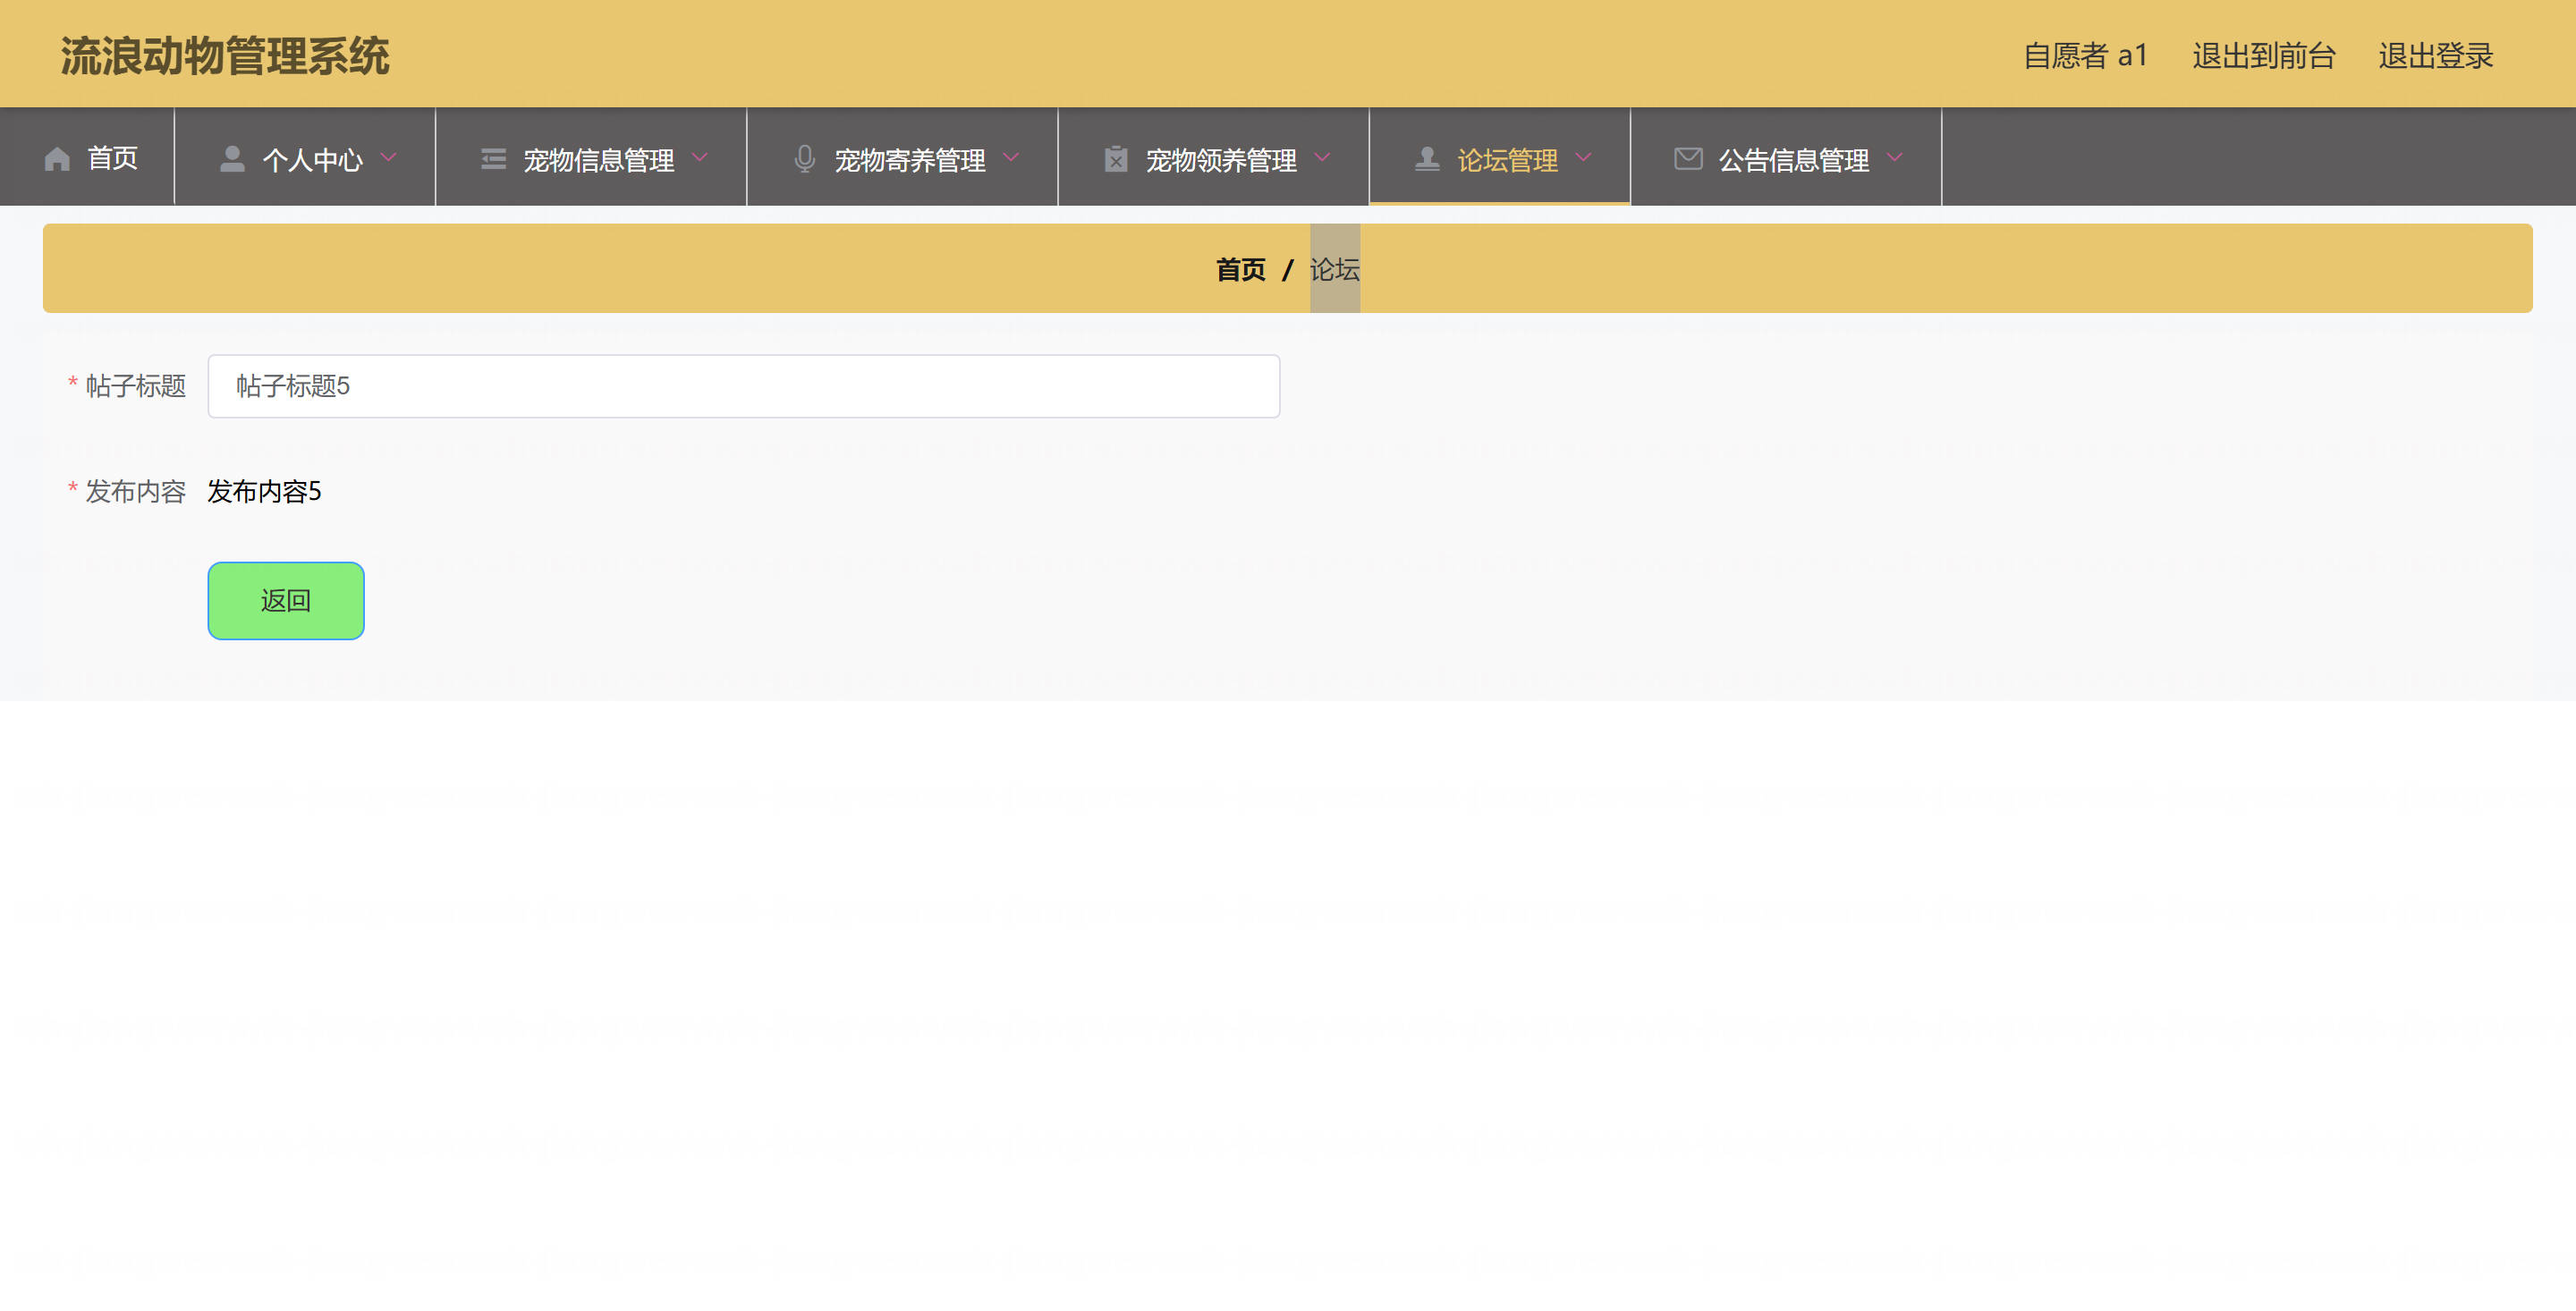 流浪动物管理系统 自愿者 a1 退出到前台 退出登录
首页 个人中心 宠物信息管理 宠物寄养管理 宠物领养管理 论坛管理 公告信息管理
首页 / 论坛
* 帖子标题 帖子标题5
* 发布内容 发布内容5
返回